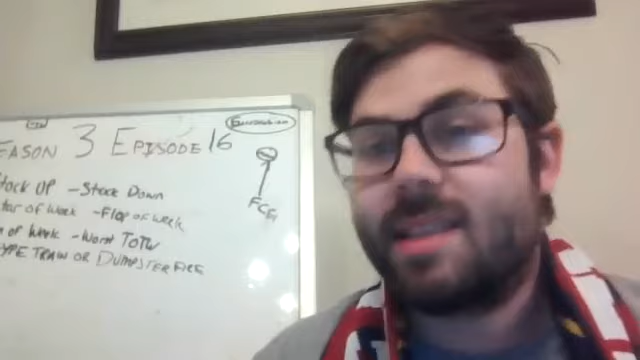 EASON 3 EPISODE 16
tock UP - Stock Down
tar of Week - Flop of week
of Week - Worst TOTW
YPE TRAIN OR DUMPSTER FIRE